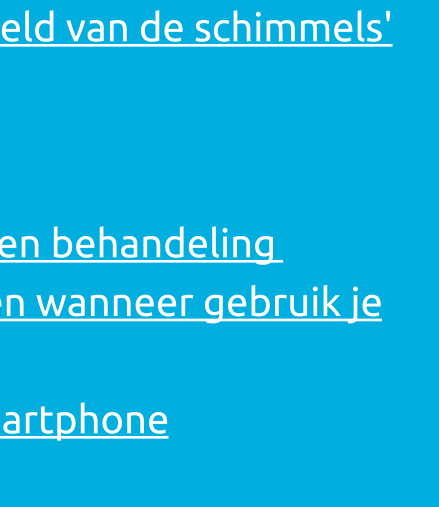 eld van de schimmels'
en behandeling
en wanneer gebruik je
artphone